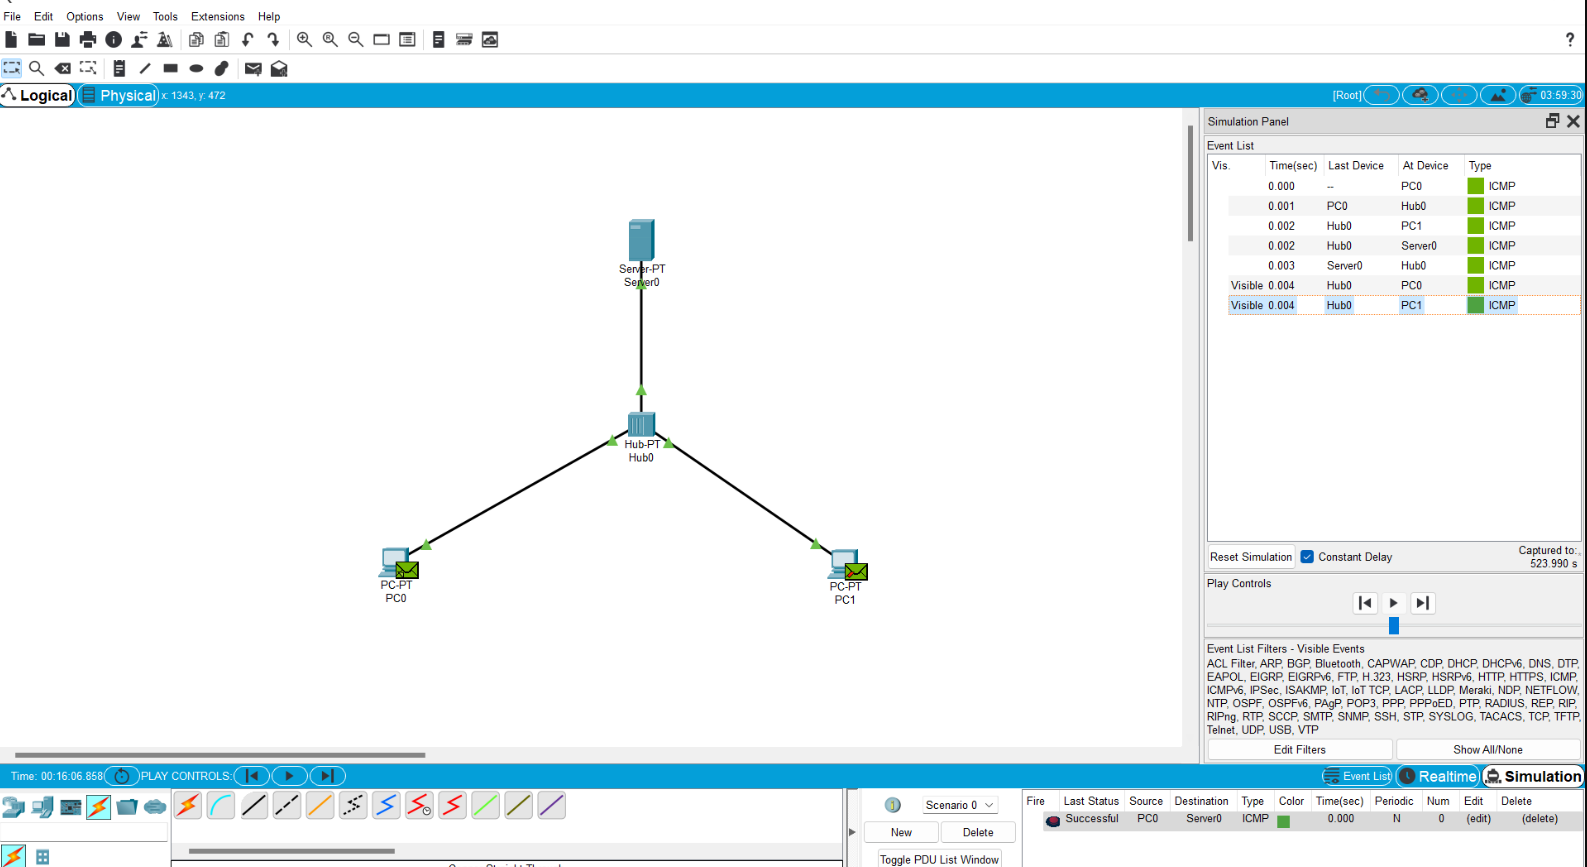 File Edit Options View Tools Extensions Help
?
Logical Physical x: 1343, y: 472 [Root] 03:59:30
Simulation Panel
Event List
Vis. Time(sec) Last Device At Device Type
0.000 -- PC0 ICMP
0.001 PC0 Hub0 ICMP
0.002 Hub0 PC1 ICMP
0.002 Hub0 Server0 ICMP
0.003 Server0 Hub0 ICMP
Visible 0.004 Hub0 PC0 ICMP
Visible 0.004 Hub0 PC1 ICMP
Server-PT
Server0
Hub-PT
Hub0
PC-PT
PC0
PC-PT
PC1
Reset Simulation Constant Delay Captured to:
523.990 s
Play Controls
Event List Filters - Visible Events
ACL Filter, ARP, BGP, Bluetooth, CAPWAP, CDP, DHCP, DHCPv6, DNS, DTP,
EAPOL, EIGRP, EIGRPv6, FTP, H.323, HSRP, HSRPv6, HTTP, HTTPS, ICMP,
ICMPv6, IPSec, ISAKMP, IoT, IoT TCP, LACP, LLDP, Meraki, NDP, NETFLOW,
NTP, OSPF, OSPFv6, PAgP, POP3, PPP, PPPoED, PTP, RADIUS, REP, RIP,
RIPng, RTP, SCCP, SMTP, SNMP, SSH, STP, SYSLOG, TACACS, TCP, TFTP,
Telnet, UDP, USB, VTP
Edit Filters Show All/None
Time: 00:16:06.858 PLAY CONTROLS: Event List Realtime Simulation
Scenario 0
New Delete
Toggle PDU List Window
Fire Last Status Source Destination Type Color Time(sec) Periodic Num Edit Delete
Successful PC0 Server0 ICMP 0.000 N 0 (edit) (delete)